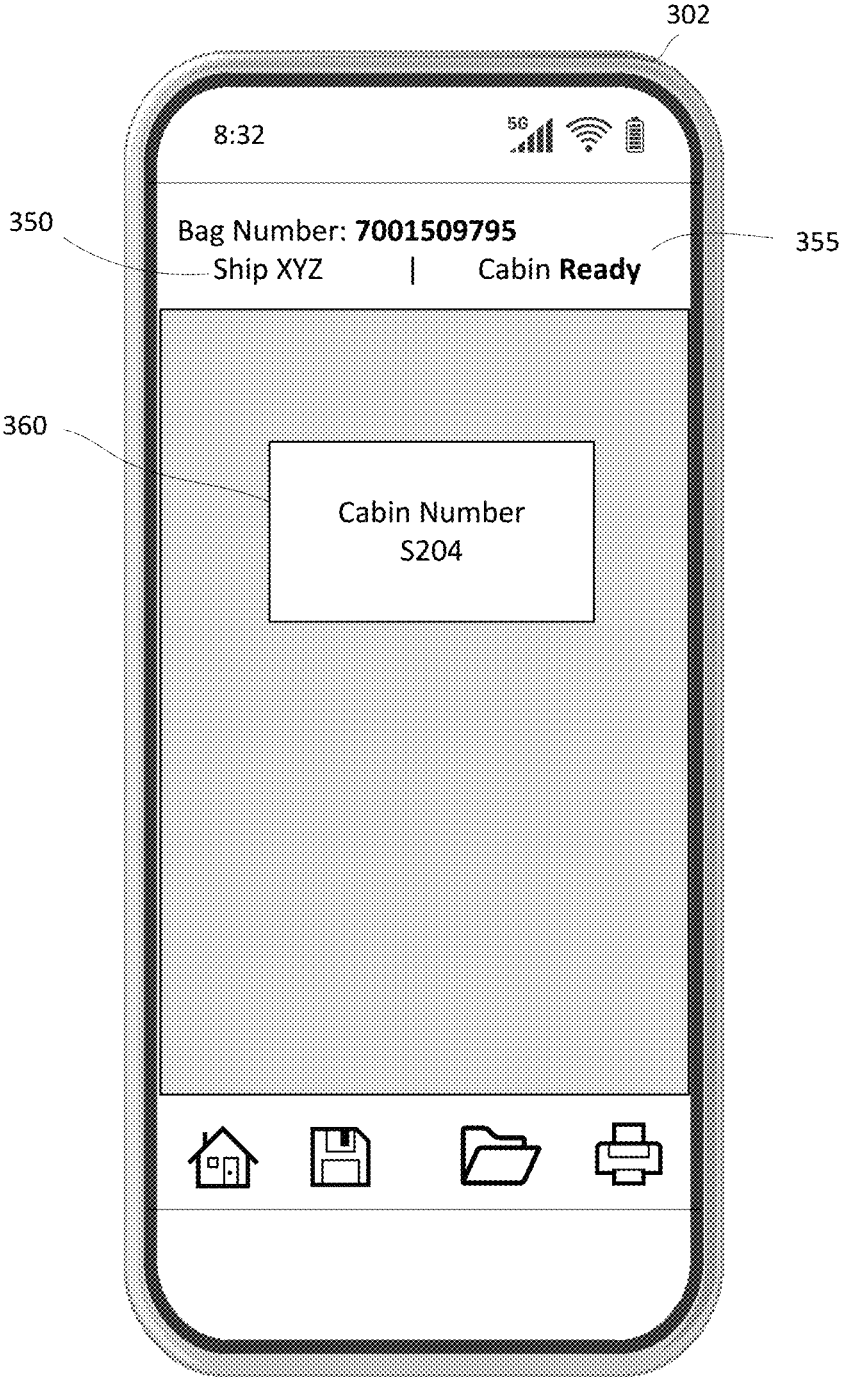 302
8:32
5G
350
Bag Number: 7001509795
355
Ship XYZ | Cabin Ready
360
Cabin Number
S204